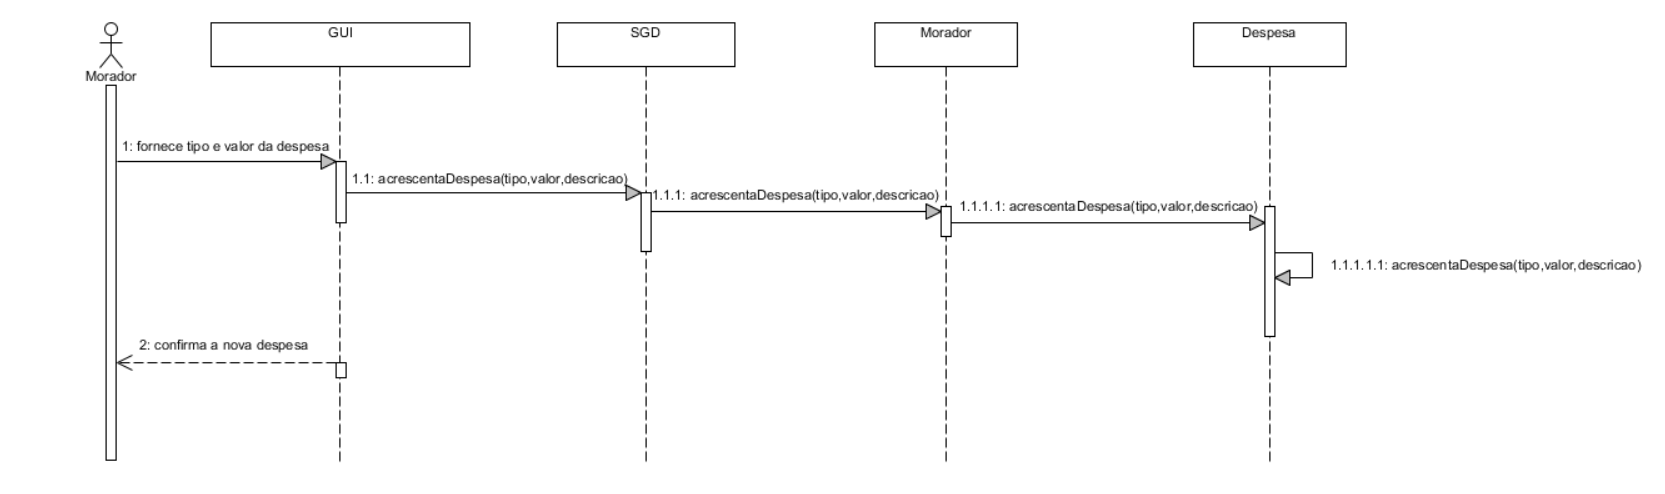 GUI
SGD
Morador
Despesa
Morador
1: fornece tipo e valor da despesa
1.1: acrescentaDespesa(tipo,valor,descricao)
1.1.1: acrescentaDespesa(tipo,valor,descricao)
1.1.1.1: acrescentaDespesa(tipo,valor,descricao)
1.1.1.1.1: acrescentaDespesa(tipo,valor,descricao)
2: confirma a nova despesa